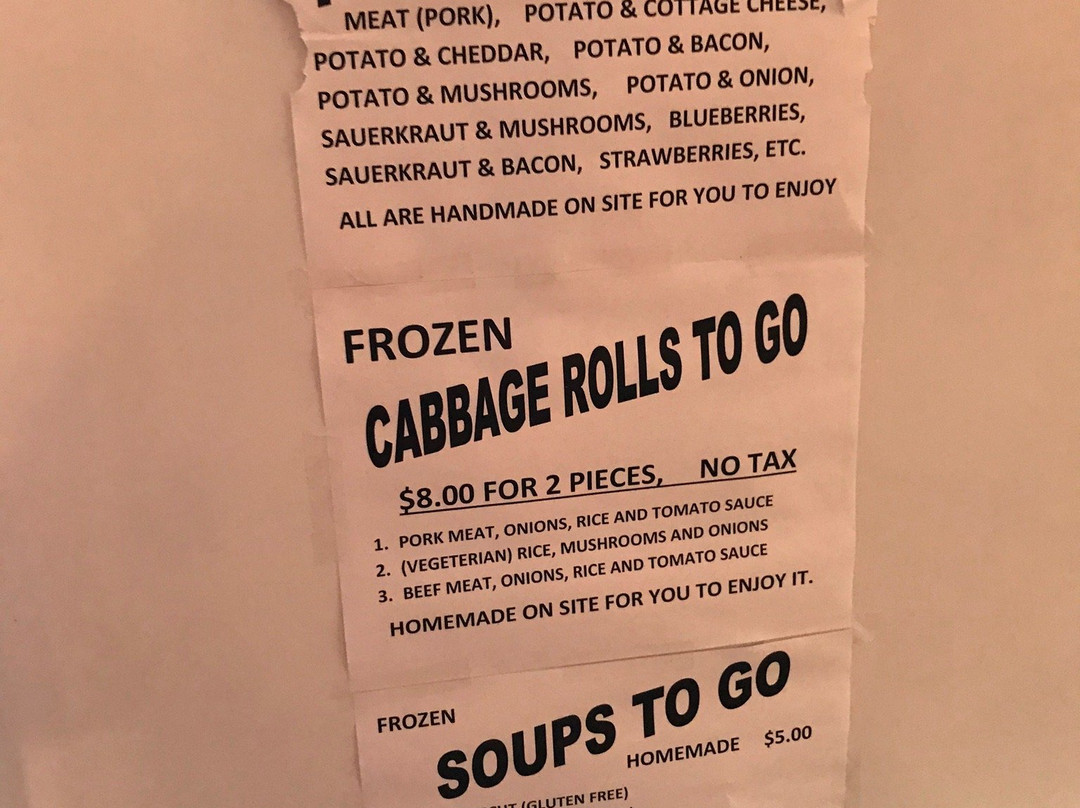 MEAT (PORK), POTATO & COTTAGE CHEESE,
POTATO & CHEDDAR, POTATO & BACON,
POTATO & MUSHROOMS, POTATO & ONION,
SAUERKRAUT & MUSHROOMS, BLUEBERRIES,
SAUERKRAUT & BACON, STRAWBERRIES, ETC.
ALL ARE HANDMADE ON SITE FOR YOU TO ENJOY
FROZEN
CABBAGE ROLLS TO GO
$8.00 FOR 2 PIECES, NO TAX
1. PORK MEAT, ONIONS, RICE AND TOMATO SAUCE
2. (VEGETERIAN) RICE, MUSHROOMS AND ONIONS
3. BEEF MEAT, ONIONS, RICE AND TOMATO SAUCE
HOMEMADE ON SITE FOR YOU TO ENJOY IT.
FROZEN
SOUPS TO GO
HOMEMADE $5.00
(GLUTEN FREE)